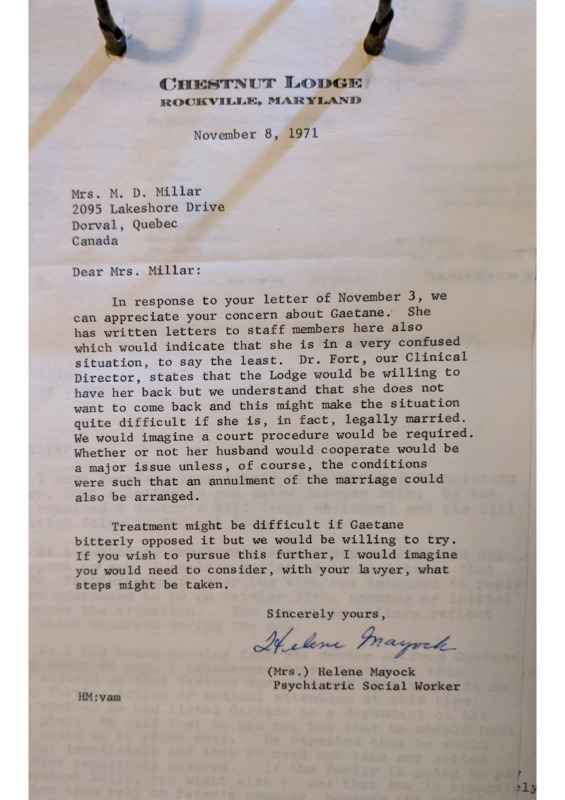 CHESTNUT LODGE
ROCKVILLE, MARYLAND
November 8, 1971
Mrs. M. D. Millar
2095 Lakeshore Drive
Dorval, Quebec
Canada
Dear Mrs. Millar:
In response to your letter of November 3, we
can appreciate your concern about Gaetane. She
has written letters to staff members here also
which would indicate that she is in a very confused
situation, to say the least. Dr. Fort, our Clinical
Director, states that the Lodge would be willing to
have her back but we understand that she does not
want to come back and this might make the situation
quite difficult if she is, in fact, legally married.
We would imagine a court procedure would be required.
Whether or not her husband would cooperate would be
a major issue unless, of course, the conditions
were such that an annulment of the marriage could
also be arranged.
Treatment might be difficult if Gaetane
bitterly opposed it but we would be willing to try.
If you wish to pursue this further, I would imagine
you would need to consider, with your lawyer, what
steps might be taken.
Sincerely yours,
Helene Mayock
(Mrs.) Helene Mayock
Psychiatric Social Worker
HM:vam